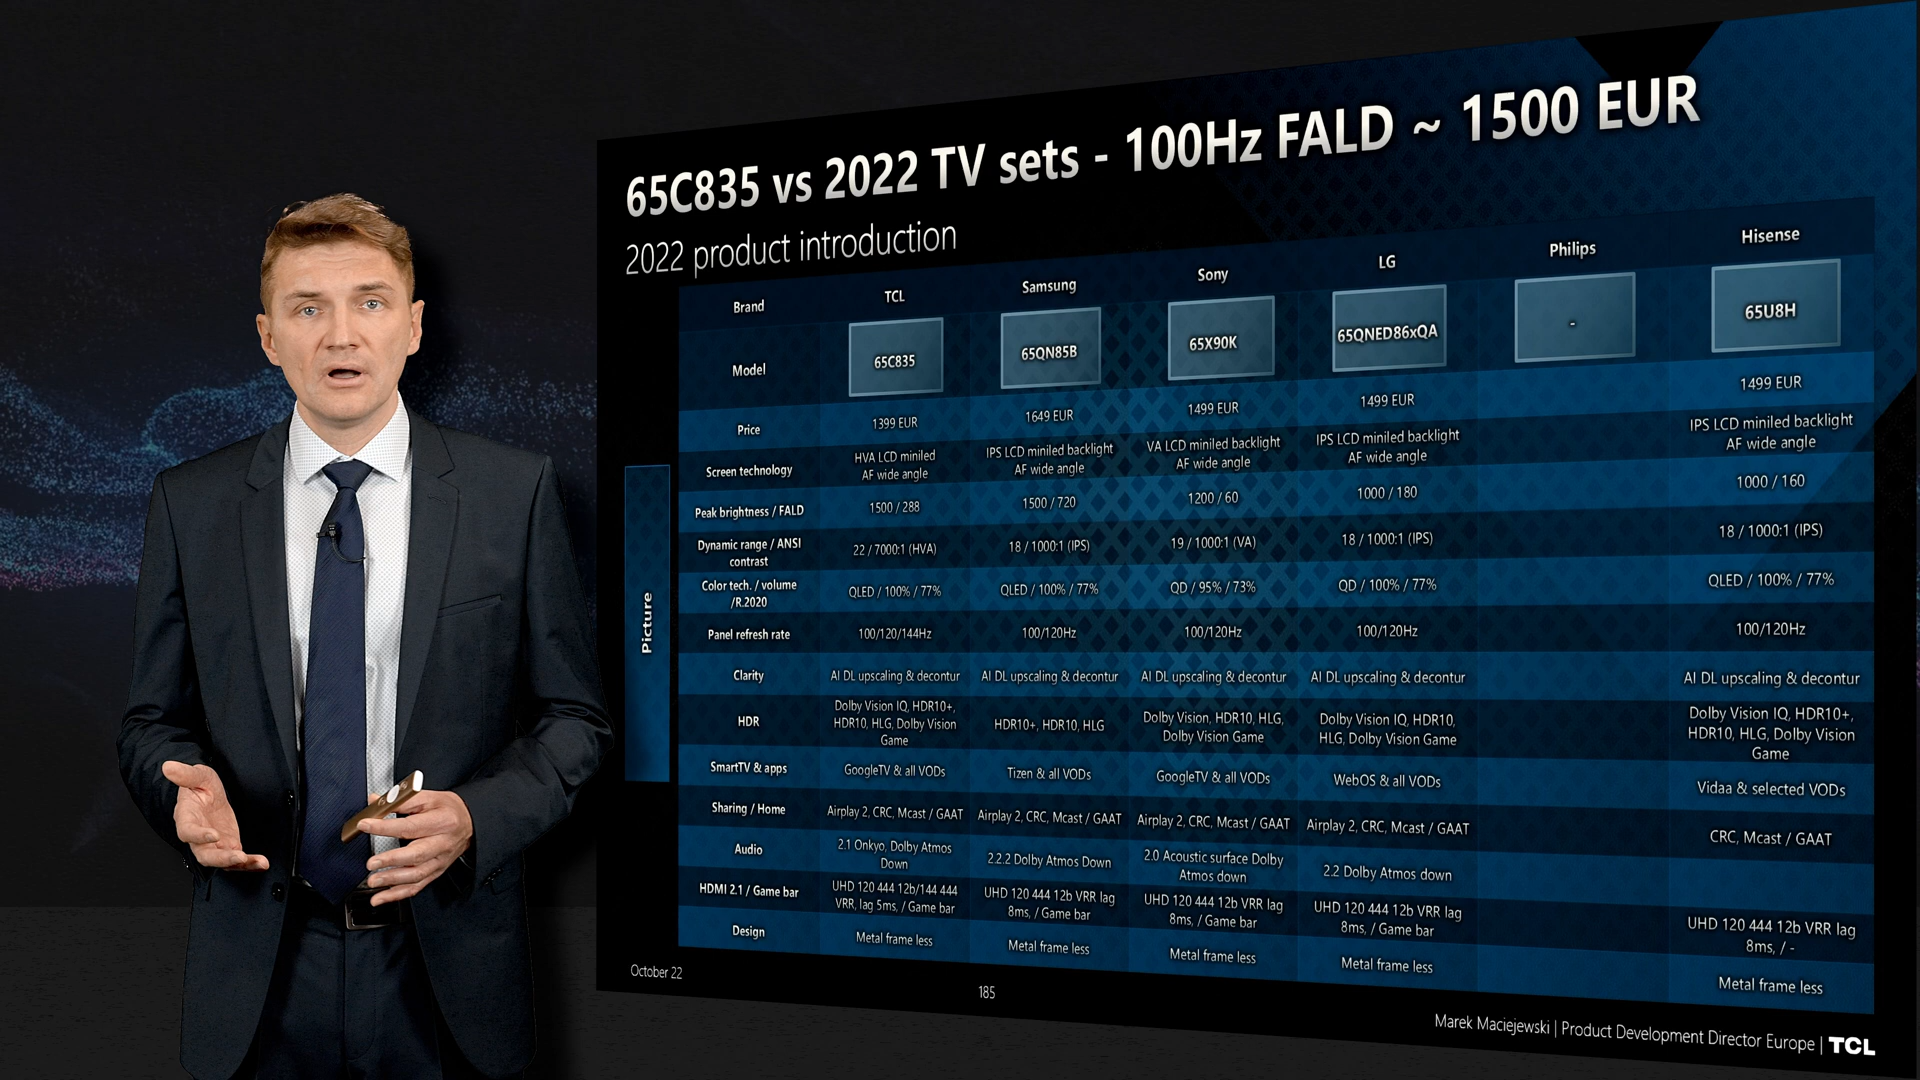 65C835 vs 2022 TV sets - 100Hz FALD ~ 1500 EUR
2022 product introduction
Brand TCL Samsung Sony LG Philips Hisense
Model 65C835 65QN85B 65X90K 65QNED86xQA - 65U8H
Price 1399 EUR 1649 EUR 1499 EUR 1499 EUR 1499 EUR
Screen technology
HVA LCD miniled
AF wide angle
IPS LCD miniled backlight
AF wide angle
VA LCD miniled backlight
AF wide angle
IPS LCD miniled backlight
AF wide angle
IPS LCD miniled backlight
AF wide angle
Peak brightness / FALD 1500 / 288 1500 / 720 1200 / 60 1000 / 180 1000 / 160
Dynamic range / ANSI
contrast
22 / 7000:1 (HVA) 18 / 1000:1 (IPS) 19 / 1000:1 (VA) 18 / 1000:1 (IPS) 18 / 1000:1 (IPS)
Color tech. / volume
/R.2020
QLED / 100% / 77% QLED / 100% / 77% QD / 95% / 73% QD / 100% / 77% QLED / 100% / 77%
Picture
Panel refresh rate 100/120/144Hz 100/120Hz 100/120Hz 100/120Hz 100/120Hz
Clarity AI DL upscaling & decontur AI DL upscaling & decontur AI DL upscaling & decontur AI DL upscaling & decontur AI DL upscaling & decontur
HDR
Dolby Vision IQ, HDR10+,
HDR10, HLG, Dolby Vision
Game
HDR10+, HDR10, HLG
Dolby Vision, HDR10, HLG,
Dolby Vision Game
Dolby Vision IQ, HDR10,
HLG, Dolby Vision Game
Dolby Vision IQ, HDR10+,
HDR10, HLG, Dolby Vision
Game
SmartTV & apps GoogleTV & all VODs Tizen & all VODs GoogleTV & all VODs WebOS & all VODs Vidaa & selected VODs
Sharing / Home Airplay 2, CRC, Mcast / GAAT Airplay 2, CRC, Mcast / GAAT Airplay 2, CRC, Mcast / GAAT Airplay 2, CRC, Mcast / GAAT CRC, Mcast / GAAT
Audio
2.1 Onkyo, Dolby Atmos
Down
2.2.2 Dolby Atmos Down
2.0 Acoustic surface Dolby
Atmos down
2.2 Dolby Atmos down
HDMI 2.1 / Game bar
UHD 120 444 12b/144 444
VRR, lag 5ms, / Game bar
UHD 120 444 12b VRR lag
8ms, / Game bar
UHD 120 444 12b VRR lag
8ms, / Game bar
UHD 120 444 12b VRR lag
8ms, / Game bar
UHD 120 444 12b VRR lag
8ms, / -
Design Metal frame less Metal frame less Metal frame less Metal frame less Metal frame less
October 22
185
Marek Maciejewski | Product Development Director Europe | TCL